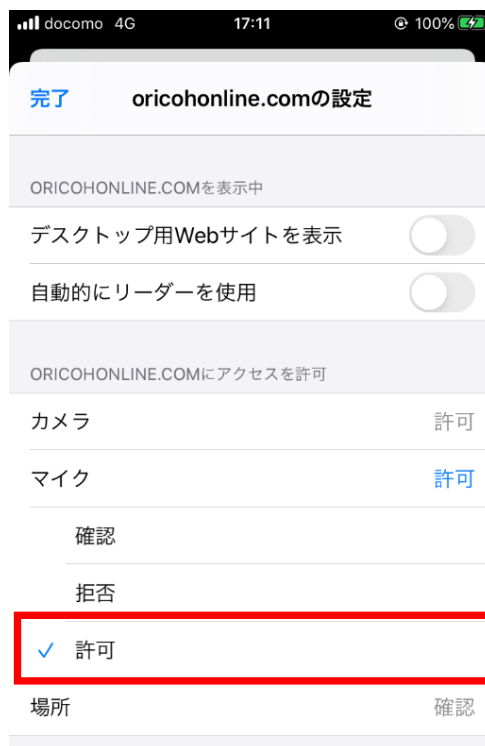 docomo 4G 17:11 100%
完了 oricohonline.comの設定
ORICOHONLINE.COMを表示中
デスクトップ用Webサイトを表示
自動的にリーダーを使用
ORICOHONLINE.COMにアクセスを許可
カメラ 許可
マイク 許可
確認
拒否
許可
場所 確認